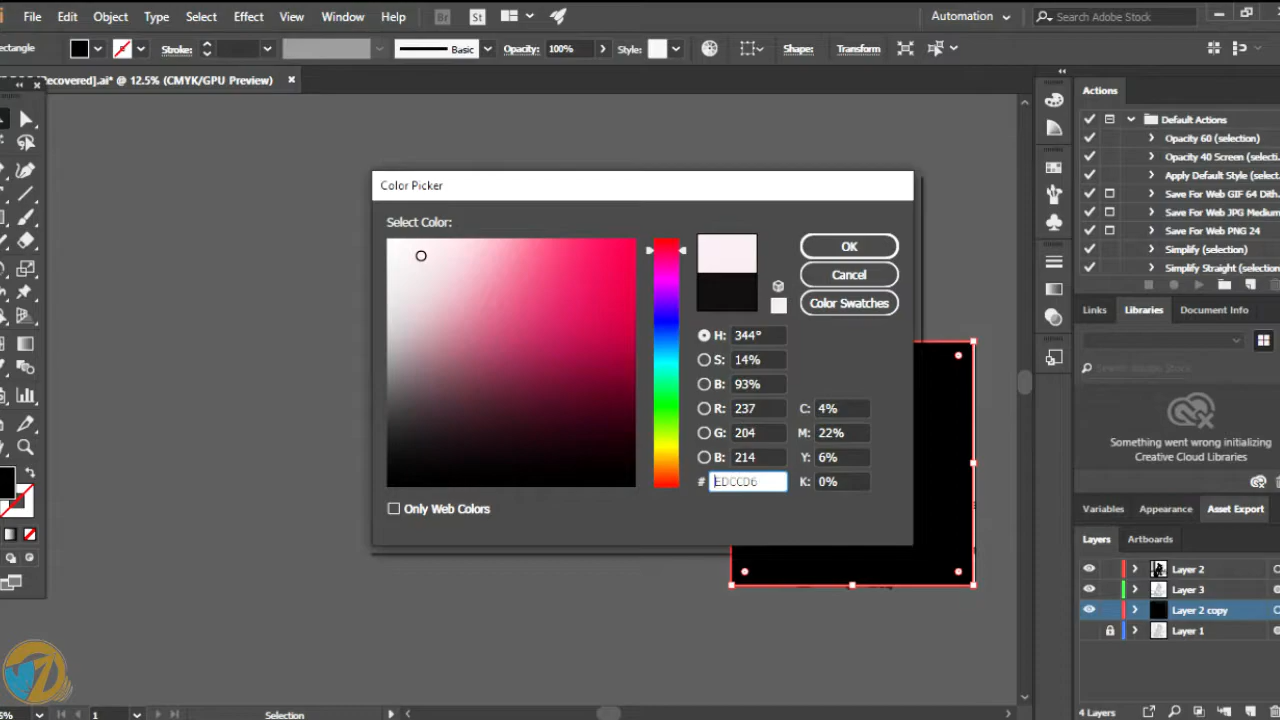 File Edit Object Type Select Effect View Window Help Br St Automation Search Adobe Stock
ectangle Stroke: Basic Opacity: 100% Style: Shape: Transform
ecovered].ai* @ 12.5% (CMYK/GPU Preview) ×
Actions
Default Actions
Opacity 60 (selection)
Opacity 40 Screen (selecti...
Apply Default Style (select...
Save For Web GIF 64 Dith...
Save For Web JPG Medium
Save For Web PNG 24
Simplify (selection)
Simplify Straight (selection
Color Picker
Select Color:
OK
Cancel
Color Swatches
H: 344°
S: 14%
B: 93%
R: 237 C: 4%
G: 204 M: 22%
B: 214 Y: 6%
# EDCCD6 K: 0%
Only Web Colors
Links Libraries Document Info
Search Adobe Stock
Something went wrong initializing
Creative Cloud Libraries
Variables Appearance Asset Export
Layers Artboards
Layer 2
Layer 3
Layer 2 copy
Layer 1
4 Layers
1 Selection